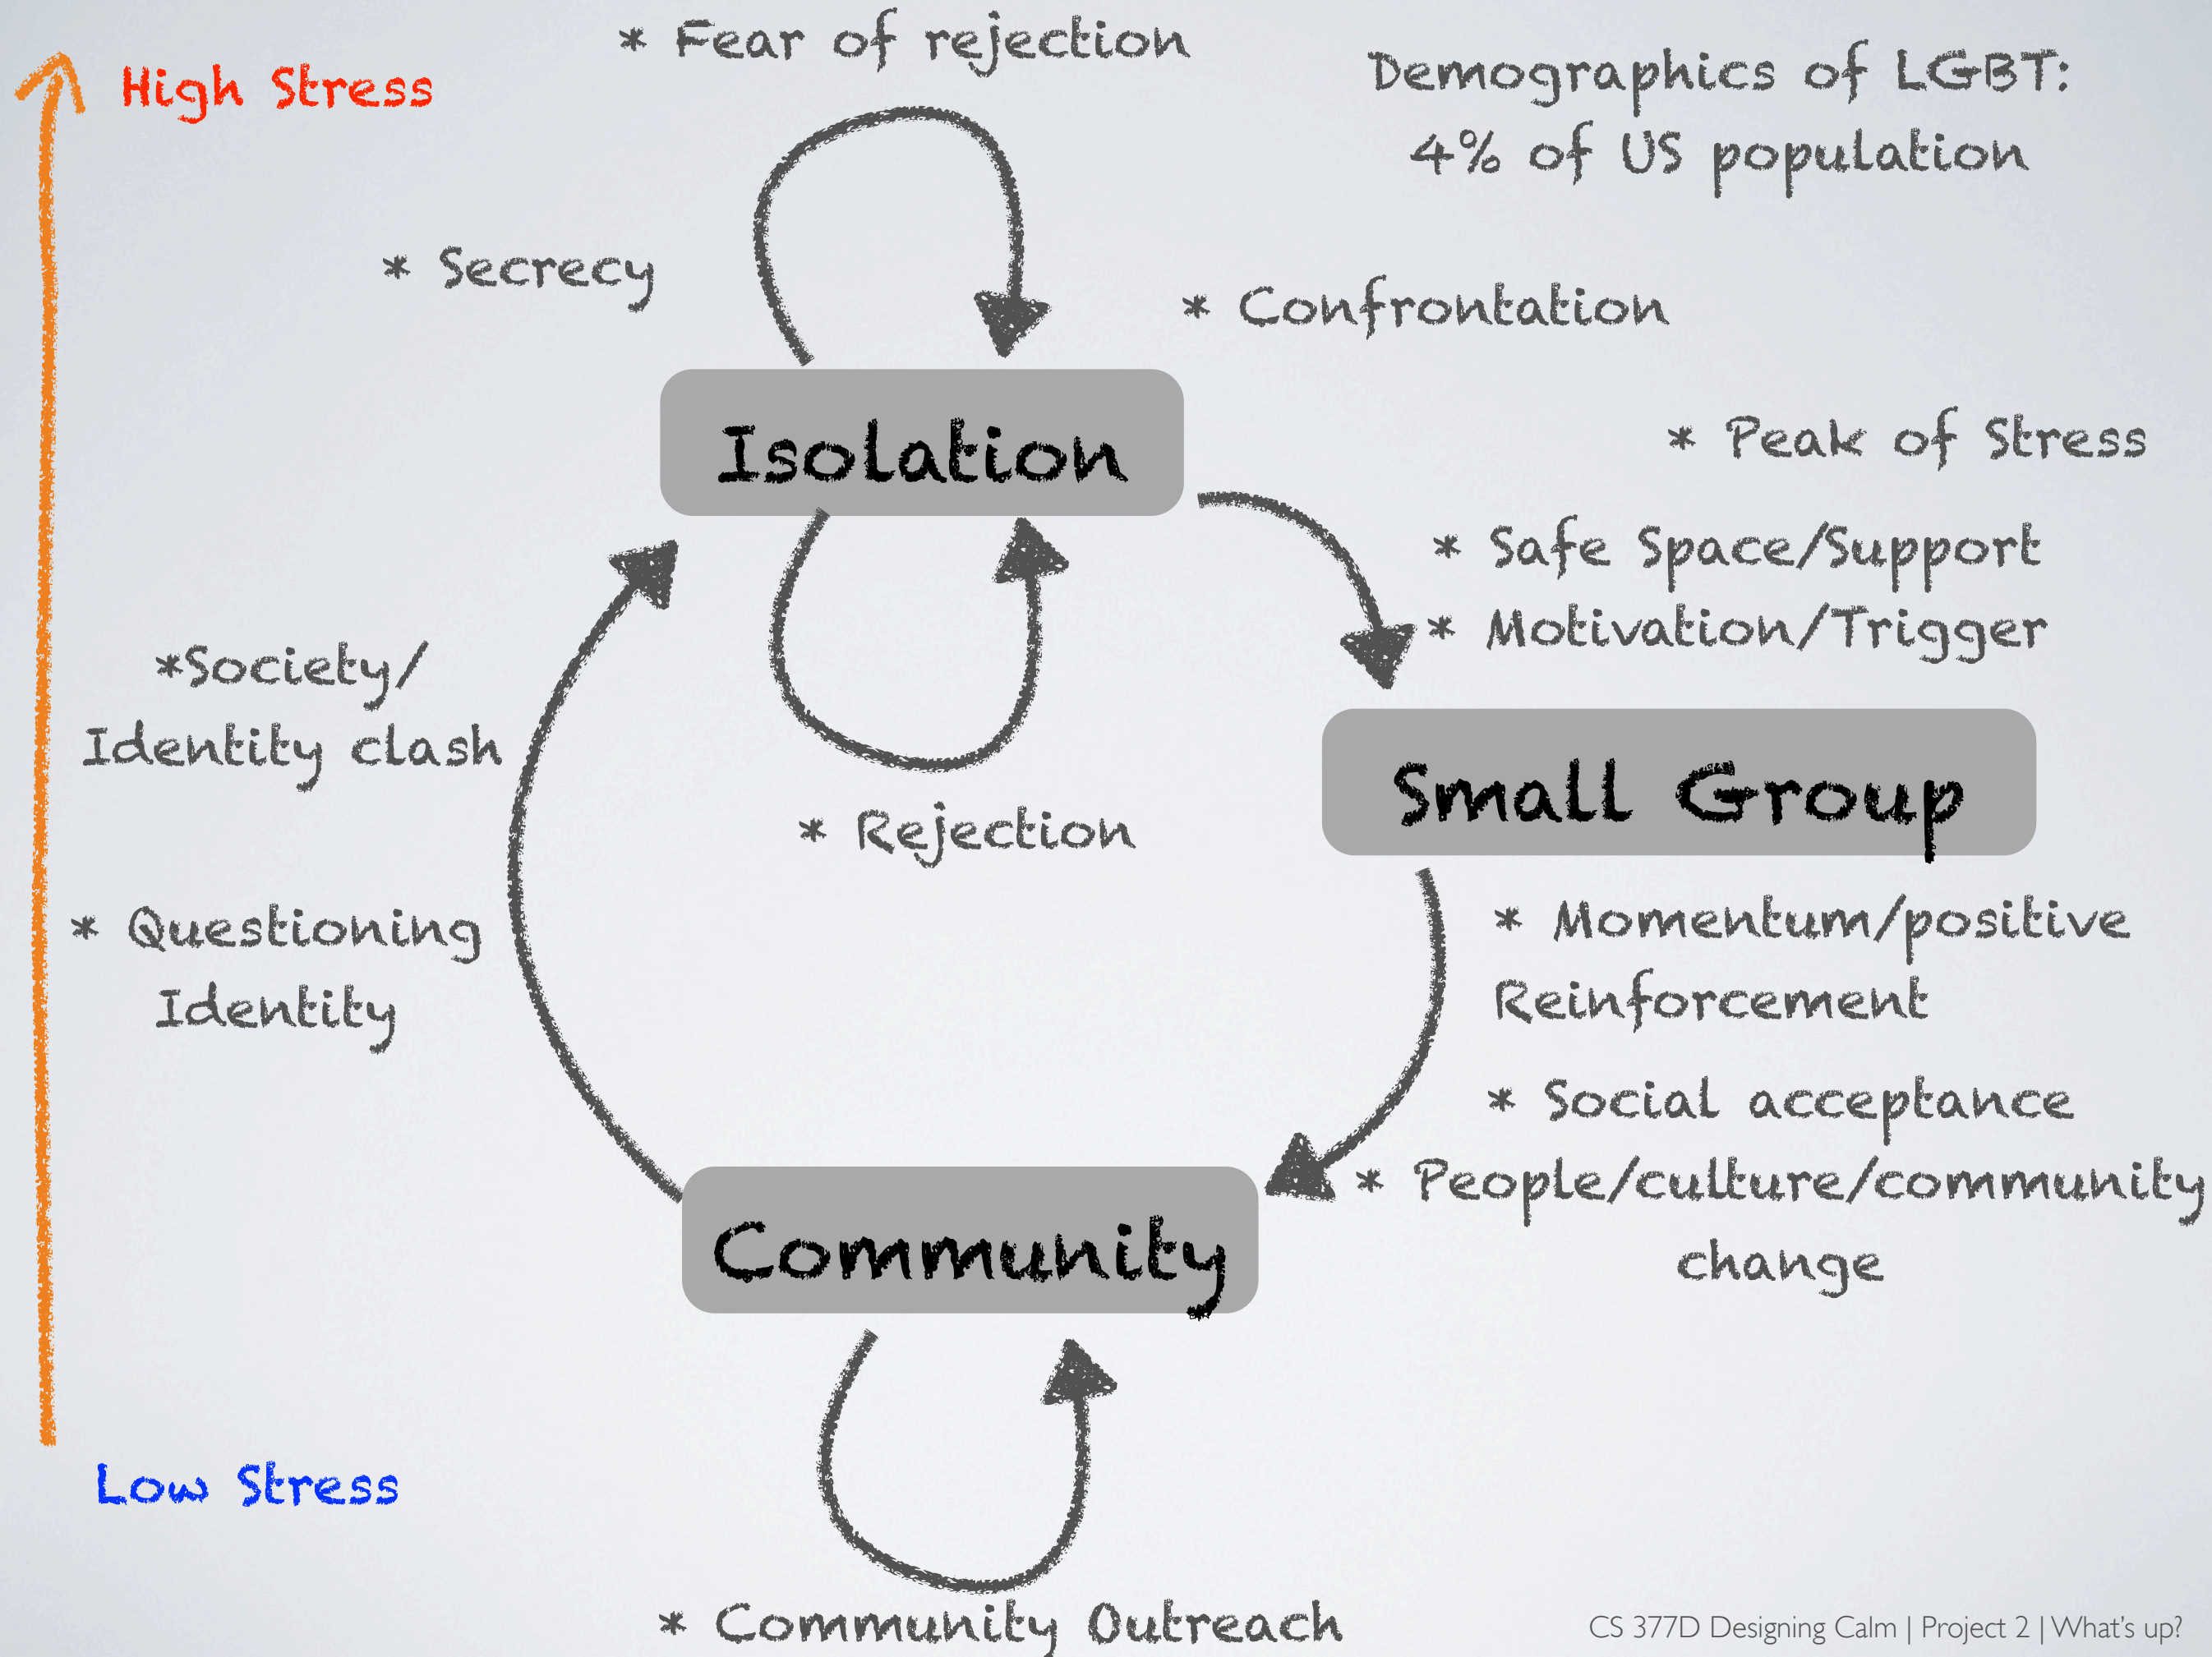 * Fear of rejection
High Stress
Demographics of LGBT:
4% of US population
* Secrecy
* Confrontation
Isolation
* Peak of Stress
* Safe Space/Support
* Motivation/Trigger
*Society/
Identity clash
* Rejection
Small Group
* Questioning
Identity
* Momentum/positive
Reinforcement
* Social acceptance
* People/culture/community
change
Community
Low Stress
* Community Outreach
CS 377D Designing Calm | Project 2 | What's up?